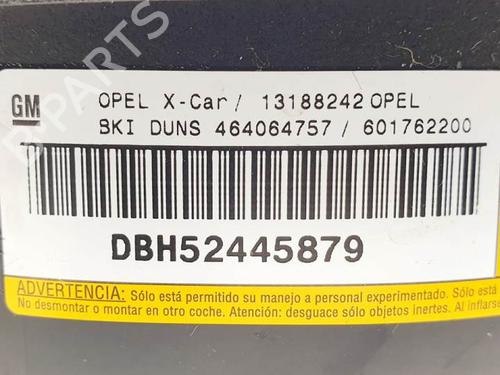 GM OPEL X-Car/ 13188242 OPEL
BKI DUNS 464064757 / 601762200
DBH52445879
ADVERTENCIA: Sólo está permitido su manejo a personal experimentado. Sólo está
No desmontar o montar en otro coche. Atención: desguace sólo objetos inertes. Al inflarse